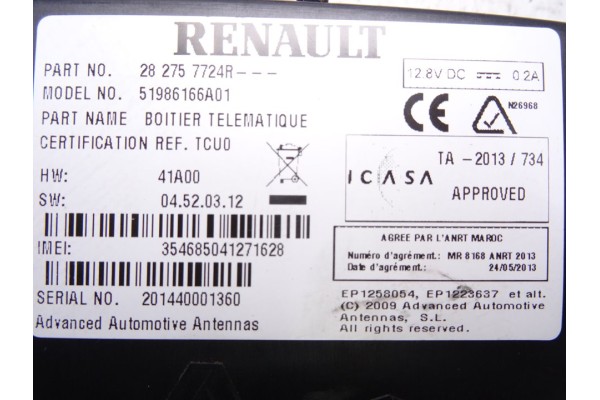 RENAULT
PART NO. 28 275 7724R---
MODEL NO. 51986166A01
PART NAME BOITIER TELEMATIQUE
CERTIFICATION REF. TCU0
HW: 41A00
SW: 04.52.03.12
IMEI: 354685041271628
SERIAL NO. 201440001360
Advanced Automotive Antennas
12.8V DC 0.2A
CE
N26968
ICASA
TA - 2013 / 734
APPROVED
AGREE PAR L'ANRT MAROC
Numéro d'agrément: MR 8168 ANRT 2013
Date d'agrément: 24/05/2013
EP1258054, EP1223637 et alt.
(C) 2009 Advanced Automotive
Antennas, S.L.
All rights reserved.